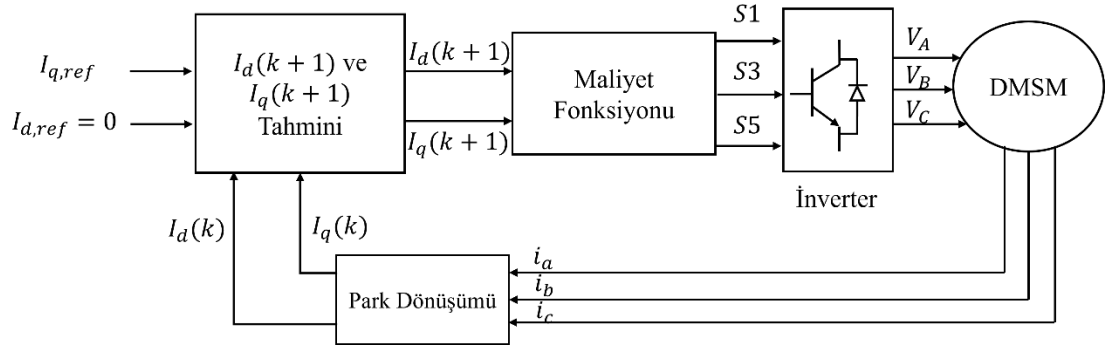 I_{q,ref}
I_{d,ref} = 0
I_d(k + 1) ve
I_q(k + 1)
Tahmini
I_d(k + 1)
I_q(k + 1)
Maliyet
Fonksiyonu
S1
S3
S5
İnverter
V_A
V_B
V_C
DMSM
I_d(k)
I_q(k)
Park Dönüşümü
i_a
i_b
i_c